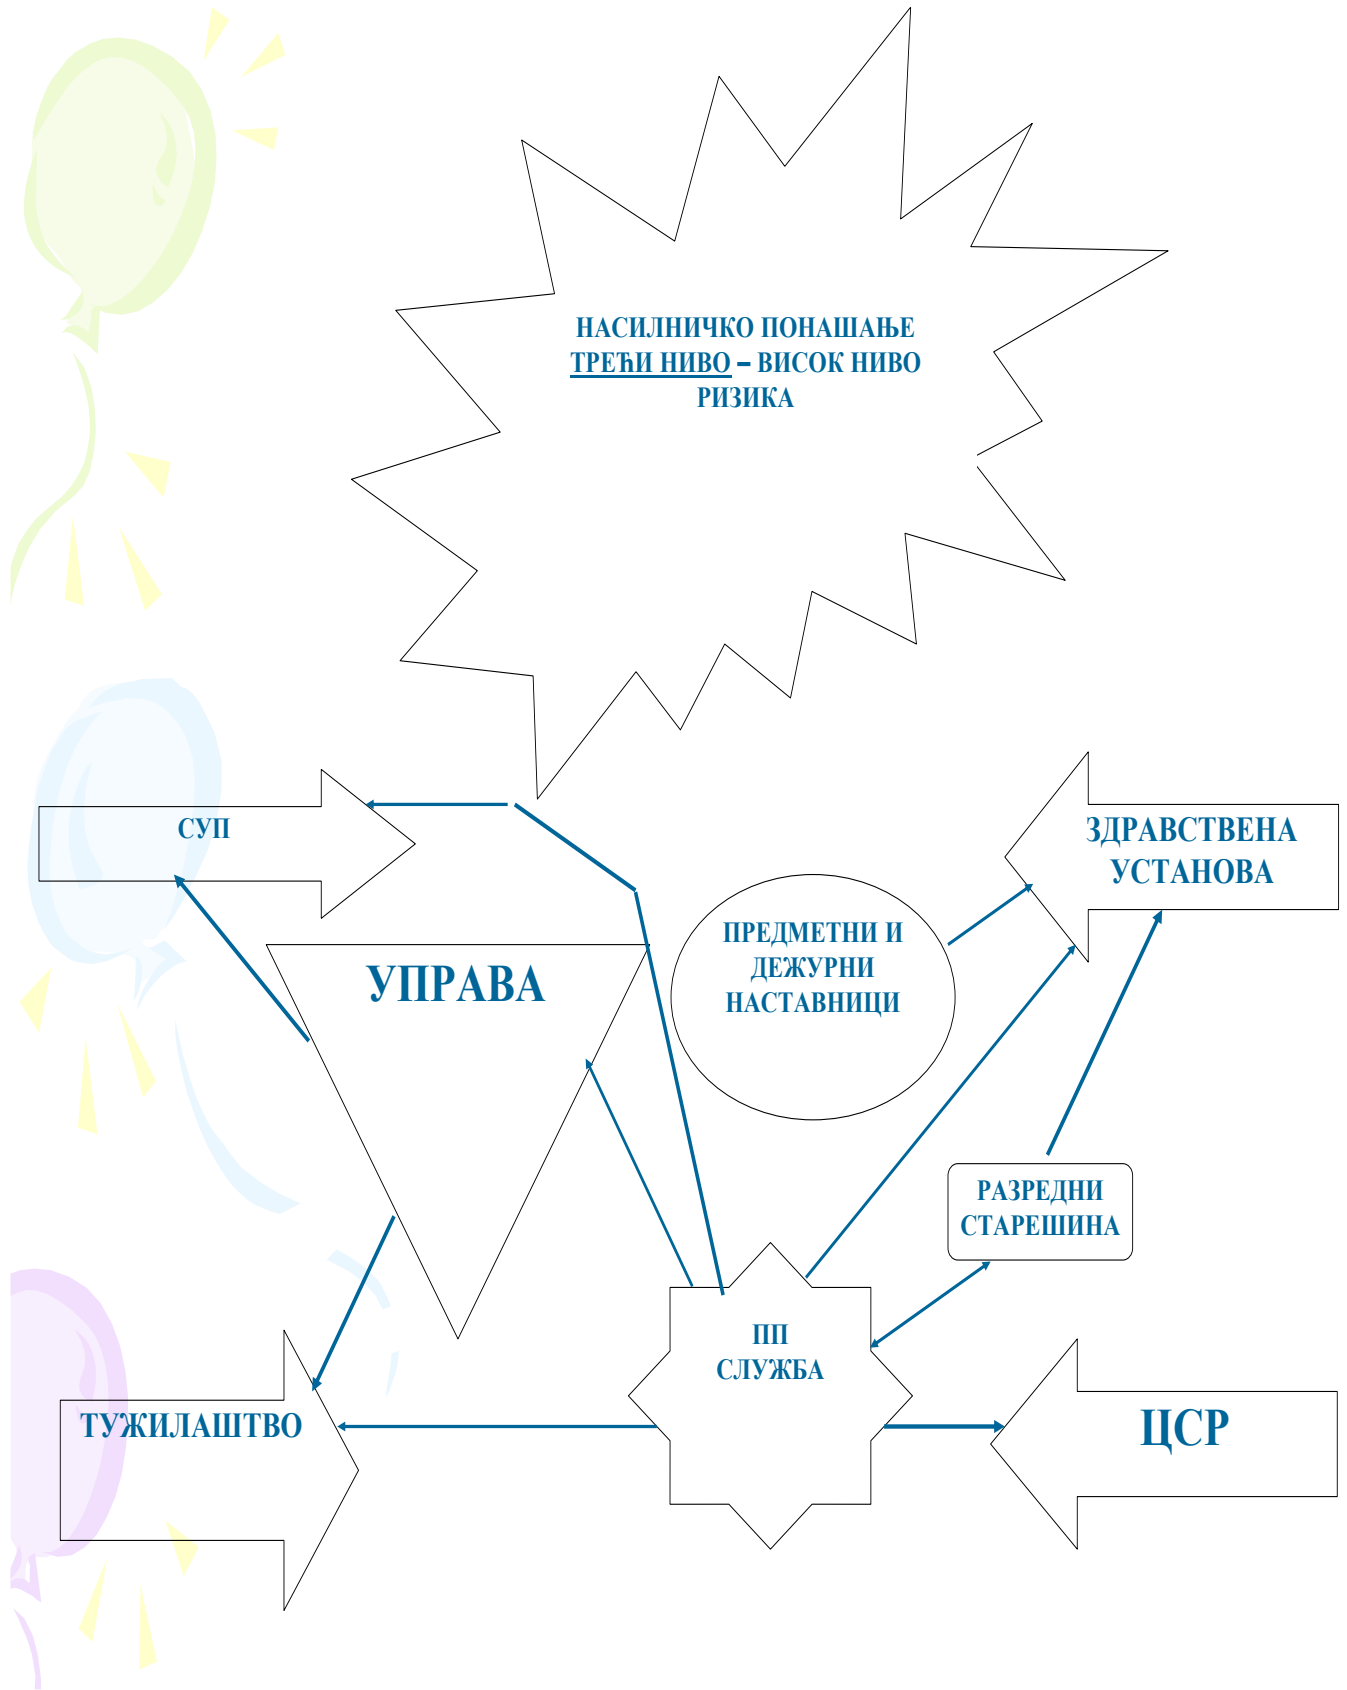 НАСИЛНИЧКО ПОНАШАЊЕ
ТРЕЋИ НИВО – ВИСОК НИВО
РИЗИКА
СУП
ЗДРАВСТВЕНА
УСТАНОВА
УПРАВА
ПРЕДМЕТНИ И
ДЕЖУРНИ
НАСТАВНИЦИ
РАЗРЕДНИ
СТАРЕШИНА
ПП
СЛУЖБА
ТУЖИЛАШТВО
ЦСР